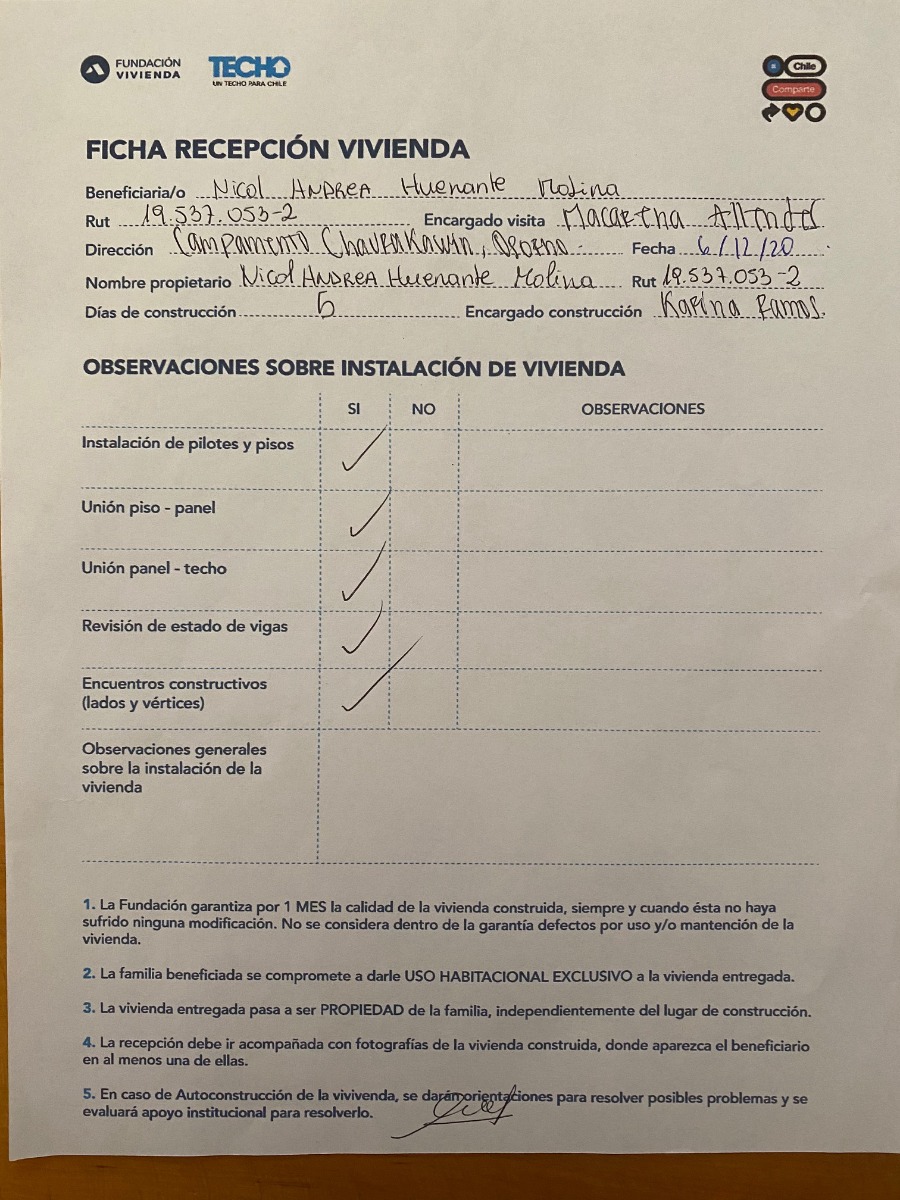 FUNDACIÓN
VIVIENDA
TECHO
UN TECHO PARA CHILE
Chile
Comparte
FICHA RECEPCIÓN VIVIENDA
Beneficiaria/o Nicol ANDREA Huenante Molina
Rut 19.537.053-2 Encargado visita Macarena
Dirección Campamento Chaurakawin, Osorno. Fecha 6/12/20
Nombre propietario Nicol ANDREA Huenante Molina Rut 19.537.053-2
Días de construcción 5 Encargado construcción Karina Ramos.
OBSERVACIONES SOBRE INSTALACIÓN DE VIVIENDA
SI NO OBSERVACIONES
Instalación de pilotes y pisos ✓
Unión piso - panel ✓
Unión panel - techo ✓
Revisión de estado de vigas ✓
Encuentros constructivos
(lados y vértices) ✓
Observaciones generales
sobre la instalación de la
vivienda
1. La Fundación garantiza por 1 MES la calidad de la vivienda construida, siempre y cuando ésta no haya
sufrido ninguna modificación. No se considera dentro de la garantía defectos por uso y/o mantención de la
vivienda.
2. La familia beneficiada se compromete a darle USO HABITACIONAL EXCLUSIVO a la vivienda entregada.
3. La vivienda entregada pasa a ser PROPIEDAD de la familia, independientemente del lugar de construcción.
4. La recepción debe ir acompañada con fotografías de la vivienda construida, donde aparezca el beneficiario
en al menos una de ellas.
5. En caso de Autoconstrucción de la vivivenda, se darán orientaciones para resolver posibles problemas y se
evaluará apoyo institucional para resolverlo.